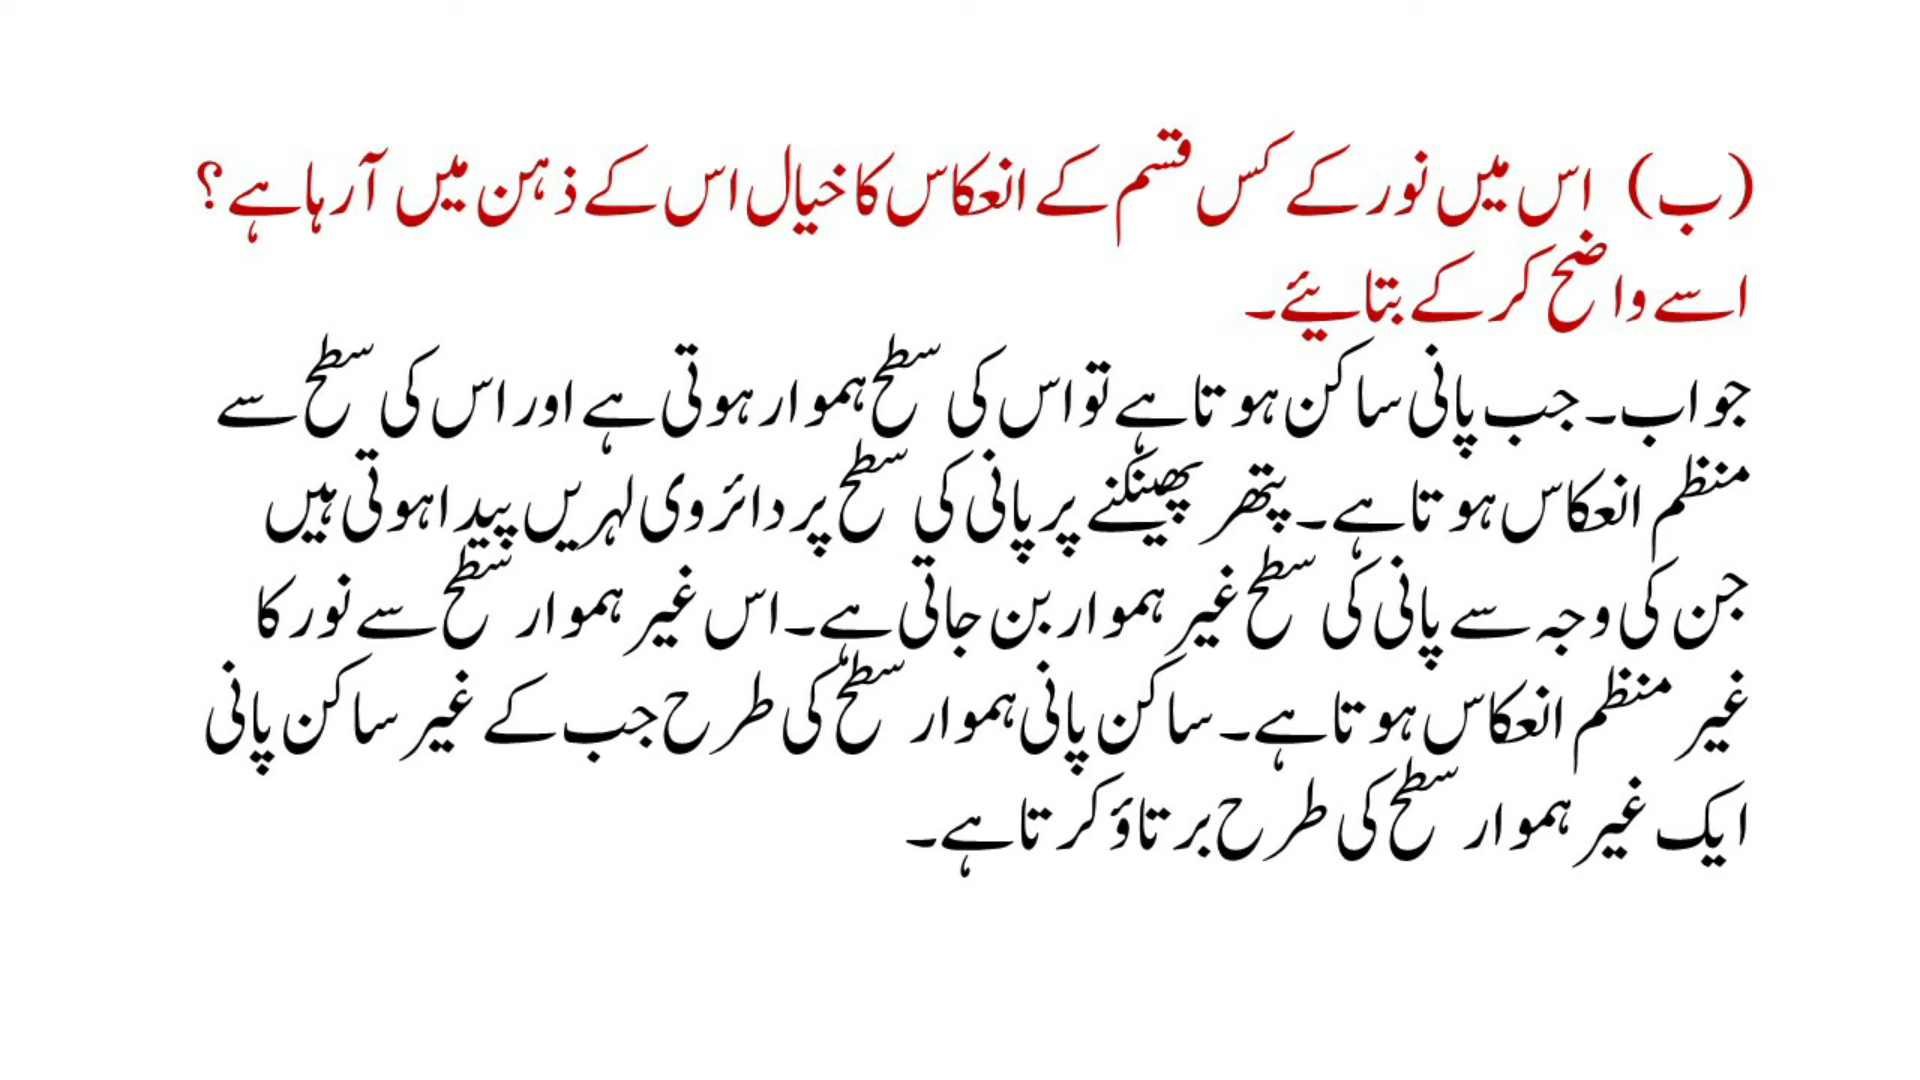 (ب) اس میں نور کے کس قسم کے انعکاس کا خیال اس کے ذہن میں آرہا ہے؟
اسے واضح کر کے بتایئے۔
جواب۔ جب پانی ساکن ہوتا ہے تو اس کی سطح ہموار ہوتی ہے اور اس کی سطح سے
منظم انعکاس ہوتا ہے۔ پتھر پھینکنے پر پانی کی سطح پر دائروی لہریں پیدا ہوتی ہیں
جن کی وجہ سے پانی کی سطح غیر ہموار بن جاتی ہے۔ اس غیر ہموار سطح سے نور کا
غیر منظم انعکاس ہوتا ہے۔ ساکن پانی ہموار سطح کی طرح جب کے غیر ساکن پانی
ایک غیر ہموار سطح کی طرح برتاؤ کرتا ہے۔